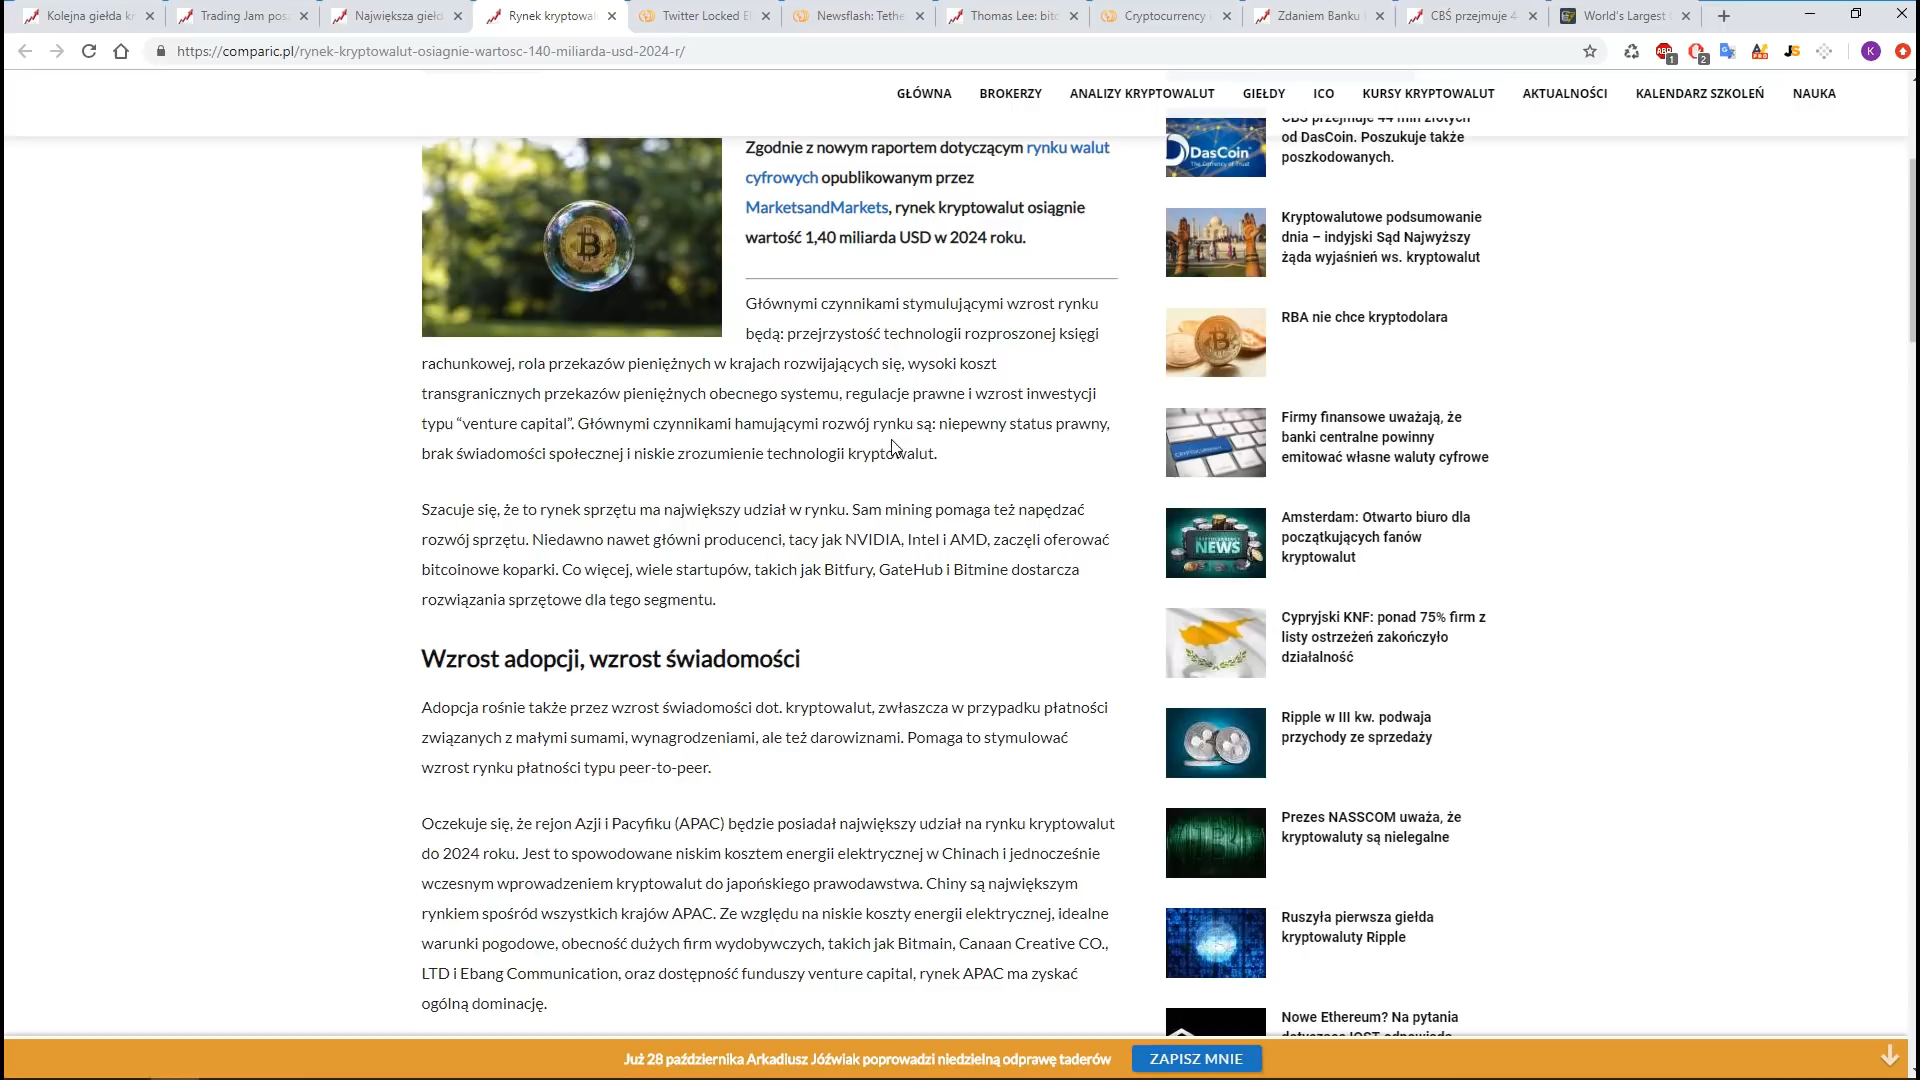 Kolejna giełda kr
Trading Jam pos
Największa giełd
Rynek kryptowal
Twitter Locked El
Newsflash: Tethe
Thomas Lee: bitc
Cryptocurrency
Zdaniem Banku
CBŚ przejmuje 4
World's Largest
https://comparic.pl/rynek-kryptowalut-osiagnie-wartosc-140-miliarda-usd-2024-r/
GŁÓWNA BROKERZY ANALIZY KRYPTOWALUT GIEŁDY ICO KURSY KRYPTOWALUT AKTUALNOŚCI KALENDARZ SZKOLEŃ NAUKA
Zgodnie z nowym raportem dotyczącym rynku walut
cyfrowych opublikowanym przez
MarketsandMarkets, rynek kryptowalut osiągnie
wartość 1,40 miliarda USD w 2024 roku.
Głównymi czynnikami stymulującymi wzrost rynku
będą: przejrzystość technologii rozproszonej księgi
rachunkowej, rola przekazów pieniężnych w krajach rozwijających się, wysoki koszt
transgranicznych przekazów pieniężnych obecnego systemu, regulacje prawne i wzrost inwestycji
typu “venture capital”. Głównymi czynnikami hamującymi rozwój rynku są: niepewny status prawny,
brak świadomości społecznej i niskie zrozumienie technologii kryptowalut.
Szacuje się, że to rynek sprzętu ma największy udział w rynku. Sam mining pomaga też napędzać
rozwój sprzętu. Niedawno nawet główni producenci, tacy jak NVIDIA, Intel i AMD, zaczęli oferować
bitcoinowe koparki. Co więcej, wiele startupów, takich jak Bitfury, GateHub i Bitmine dostarcza
rozwiązania sprzętowe dla tego segmentu.
Wzrost adopcji, wzrost świadomości
Adopcja rośnie także przez wzrost świadomości dot. kryptowalut, zwłaszcza w przypadku płatności
związanych z małymi sumami, wynagrodzeniami, ale też darowiznami. Pomaga to stymulować
wzrost rynku płatności typu peer-to-peer.
Oczekuje się, że rejon Azji i Pacyfiku (APAC) będzie posiadał największy udział na rynku kryptowalut
do 2024 roku. Jest to spowodowane niskim kosztem energii elektrycznej w Chinach i jednocześnie
wczesnym wprowadzeniem kryptowalut do japońskiego prawodawstwa. Chiny są największym
rynkiem spośród wszystkich krajów APAC. Ze względu na niskie koszty energii elektrycznej, idealne
warunki pogodowe, obecność dużych firm wydobywczych, takich jak Bitmain, Canaan Creative CO.,
LTD i Ebang Communication, oraz dostępność funduszy venture capital, rynek APAC ma zyskać
ogólną dominację.
CBŚ przejmuje 44 mln złotych
od DasCoin. Poszukuje także
poszkodowanych.
DasCoin
Kryptowalutowe podsumowanie
dnia – indyjski Sąd Najwyższy
żąda wyjaśnień ws. kryptowalut
RBA nie chce kryptodolara
Firmy finansowe uważają, że
banki centralne powinny
emitować własne waluty cyfrowe
Amsterdam: Otwarto biuro dla
początkujących fanów
kryptowalut
NEWS
Cypryjski KNF: ponad 75% firm z
listy ostrzeżeń zakończyło
działalność
Ripple w III kw. podwaja
przychody ze sprzedaży
Prezes NASSCOM uważa, że
kryptowaluty są nielegalne
Ruszyła pierwsza giełda
kryptowaluty Ripple
Nowe Ethereum? Na pytania
Już 28 października Arkadiusz Jóźwiak poprowadzi niedzielną odprawę taderów
ZAPISZ MNIE